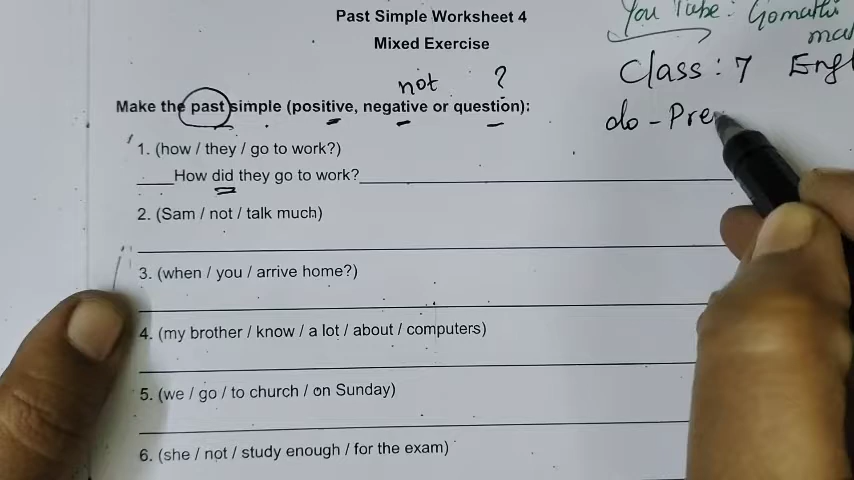 Past Simple Worksheet 4
You Tube: Gomathi
Mixed Exercise
Class: 7
not ?
Make the past simple (positive, negative or question):
do - Pre
1. (how / they / go to work?)
____How did they go to work?____
2. (Sam / not / talk much)
3. (when / you / arrive home?)
4. (my brother / know / a lot / about / computers)
5. (we / go / to church / on Sunday)
6. (she / not / study enough / for the exam)